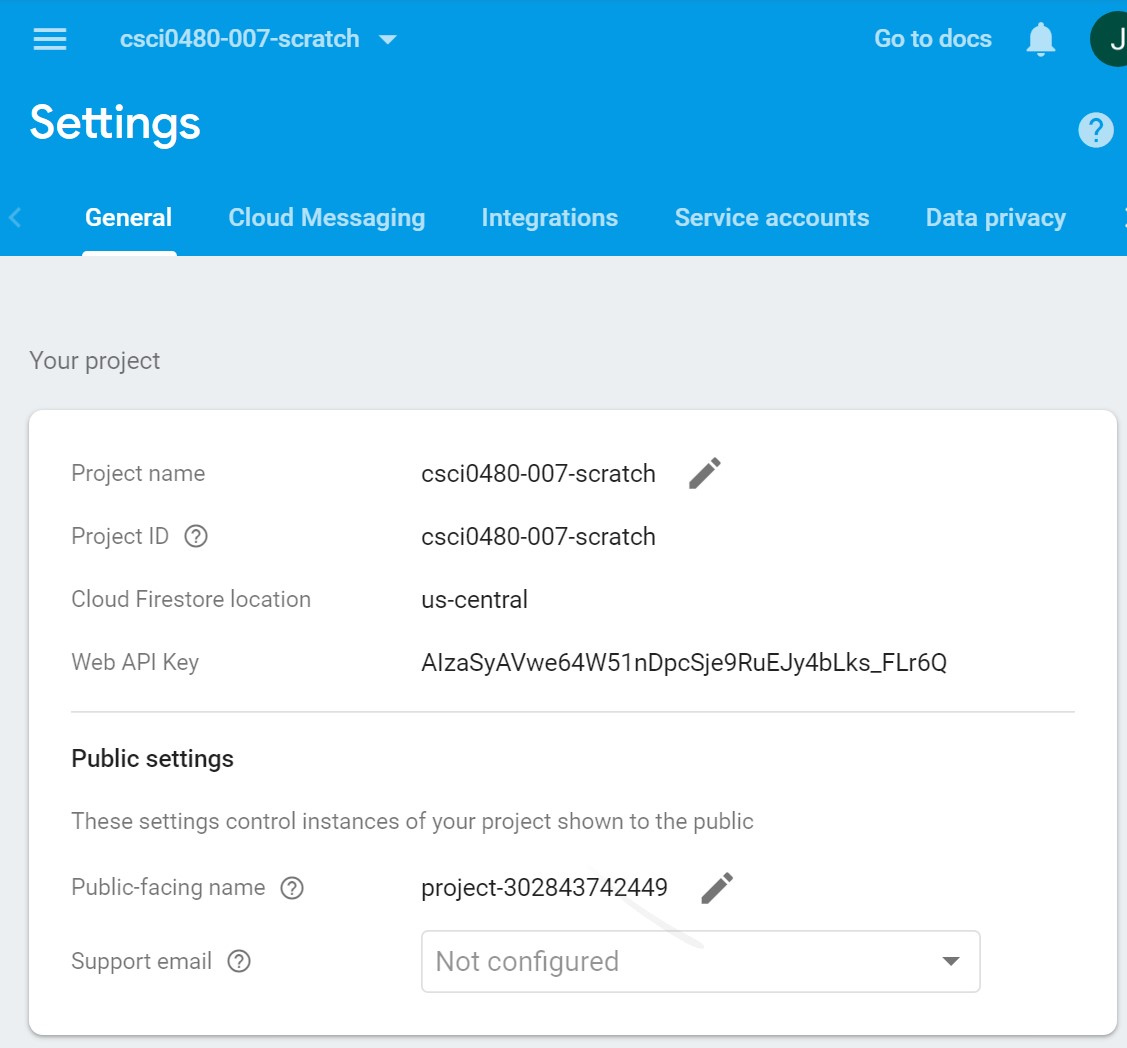 csci0480-007-scratch Go to docs J
Settings
General Cloud Messaging Integrations Service accounts Data privacy
Your project
Project name csci0480-007-scratch
Project ID csci0480-007-scratch
Cloud Firestore location us-central
Web API Key AIzaSyAVwe64W51nDpcSje9RuEJy4bLks_FLr6Q
Public settings
These settings control instances of your project shown to the public
Public-facing name project-302843742449
Support email Not configured